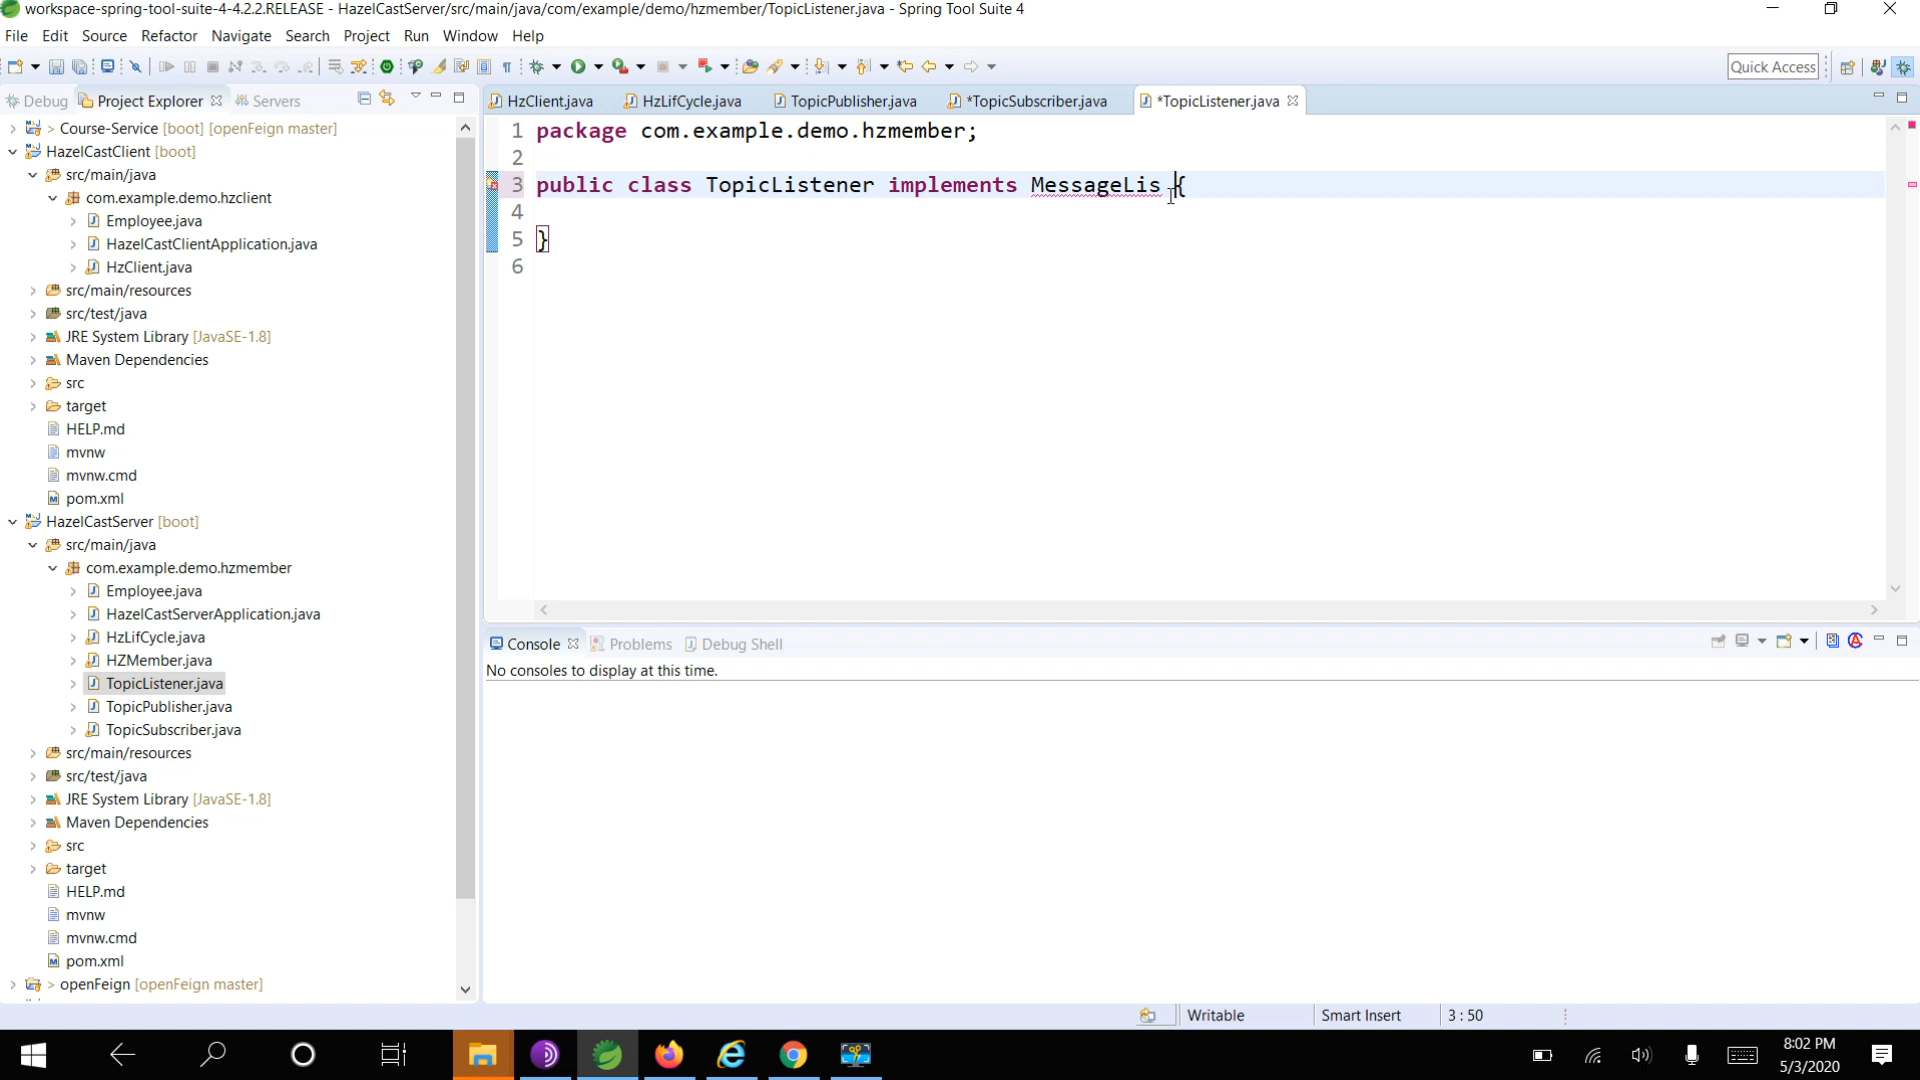 workspace-spring-tool-suite-4-4.2.2.RELEASE - HazelCastServer/src/main/java/com/example/demo/hzmember/TopicListener.java - Spring Tool Suite 4
File Edit Source Refactor Navigate Search Project Run Window Help
Quick Access
Debug Project Explorer Servers
HzClient.java HzLifCycle.java TopicPublisher.java *TopicSubscriber.java *TopicListener.java
> Course-Service [boot] [openFeign master]
HazelCastClient [boot]
src/main/java
com.example.demo.hzclient
Employee.java
HazelCastClientApplication.java
HzClient.java
src/main/resources
src/test/java
JRE System Library [JavaSE-1.8]
Maven Dependencies
src
target
HELP.md
mvnw
mvnw.cmd
pom.xml
HazelCastServer [boot]
src/main/java
com.example.demo.hzmember
Employee.java
HazelCastServerApplication.java
HzLifCycle.java
HZMember.java
TopicListener.java
TopicPublisher.java
TopicSubscriber.java
src/main/resources
src/test/java
JRE System Library [JavaSE-1.8]
Maven Dependencies
src
target
HELP.md
mvnw
mvnw.cmd
pom.xml
> openFeign [openFeign master]
1 package com.example.demo.hzmember;
2
3 public class TopicListener implements MessageLis {
4
5 }
6
Console Problems Debug Shell
No consoles to display at this time.
Writable Smart Insert 3 : 50
8:02 PM
5/3/2020